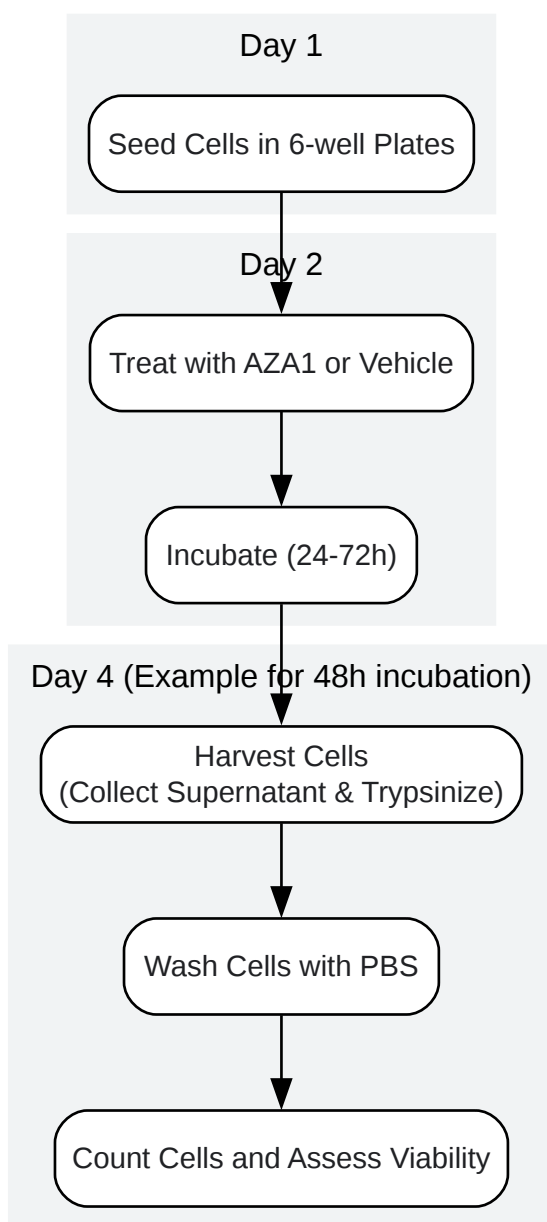 Day 1
Seed Cells in 6-well Plates
Day 2
Treat with AZA1 or Vehicle
Incubate (24-72h)
Day 4 (Example for 48h incubation)
Harvest Cells
(Collect Supernatant & Trypsinize)
Wash Cells with PBS
Count Cells and Assess Viability